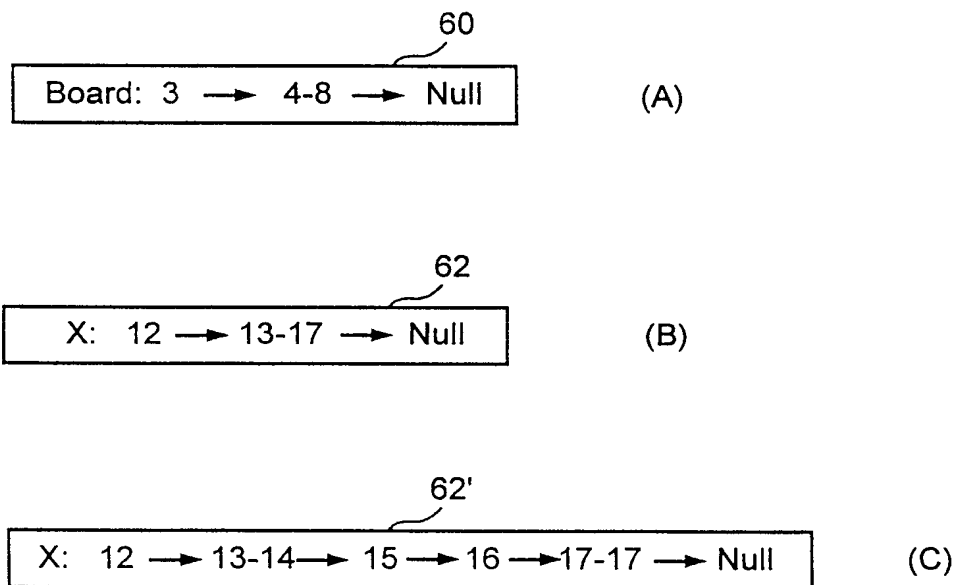 60
Board: 3 → 4-8 → Null (A)
62
X: 12 → 13-17 → Null (B)
62'
X: 12 → 13-14 → 15 → 16 → 17-17 → Null (C)